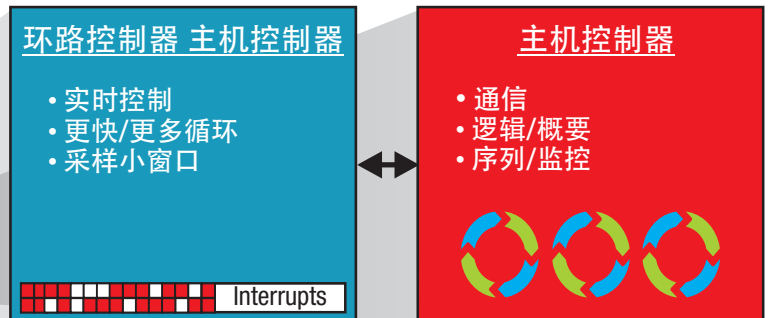 环路控制器 主机控制器
• 实时控制
• 更快/更多循环
• 采样小窗口
Interrupts
主机控制器
• 通信
• 逻辑/概要
• 序列/监控